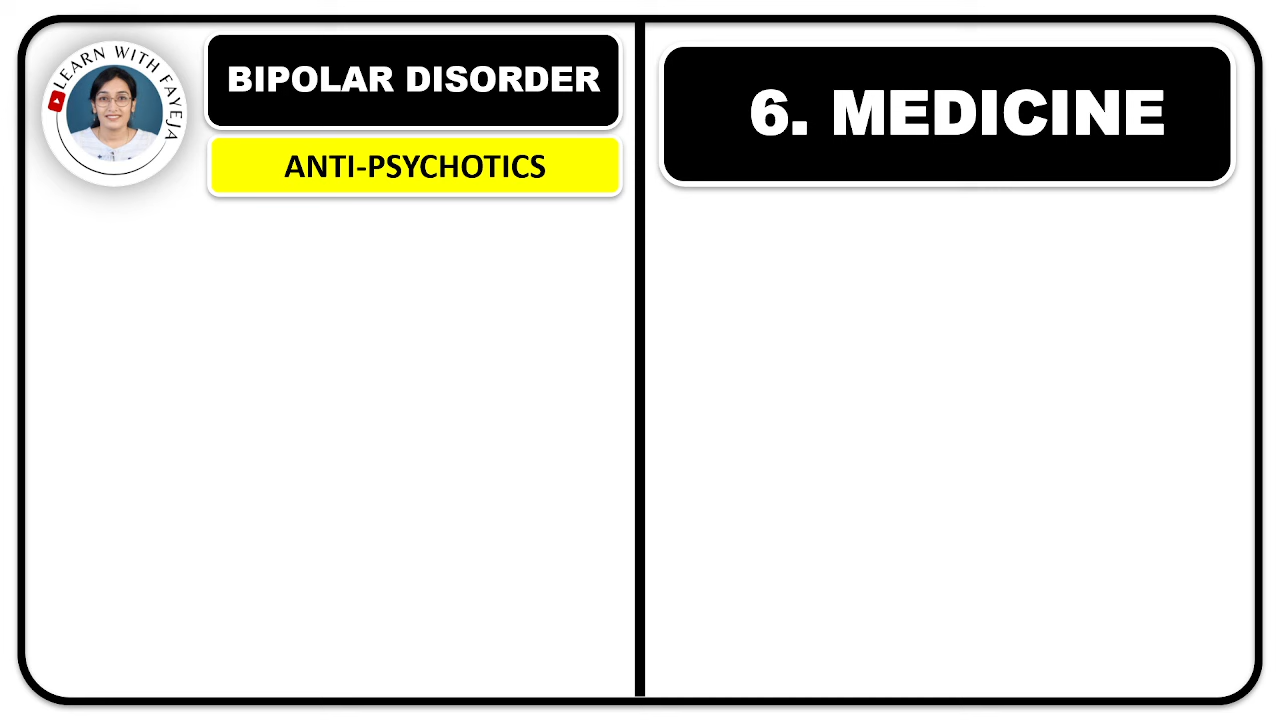 LEARN WITH FAYEJA
BIPOLAR DISORDER
ANTI-PSYCHOTICS
6. MEDICINE